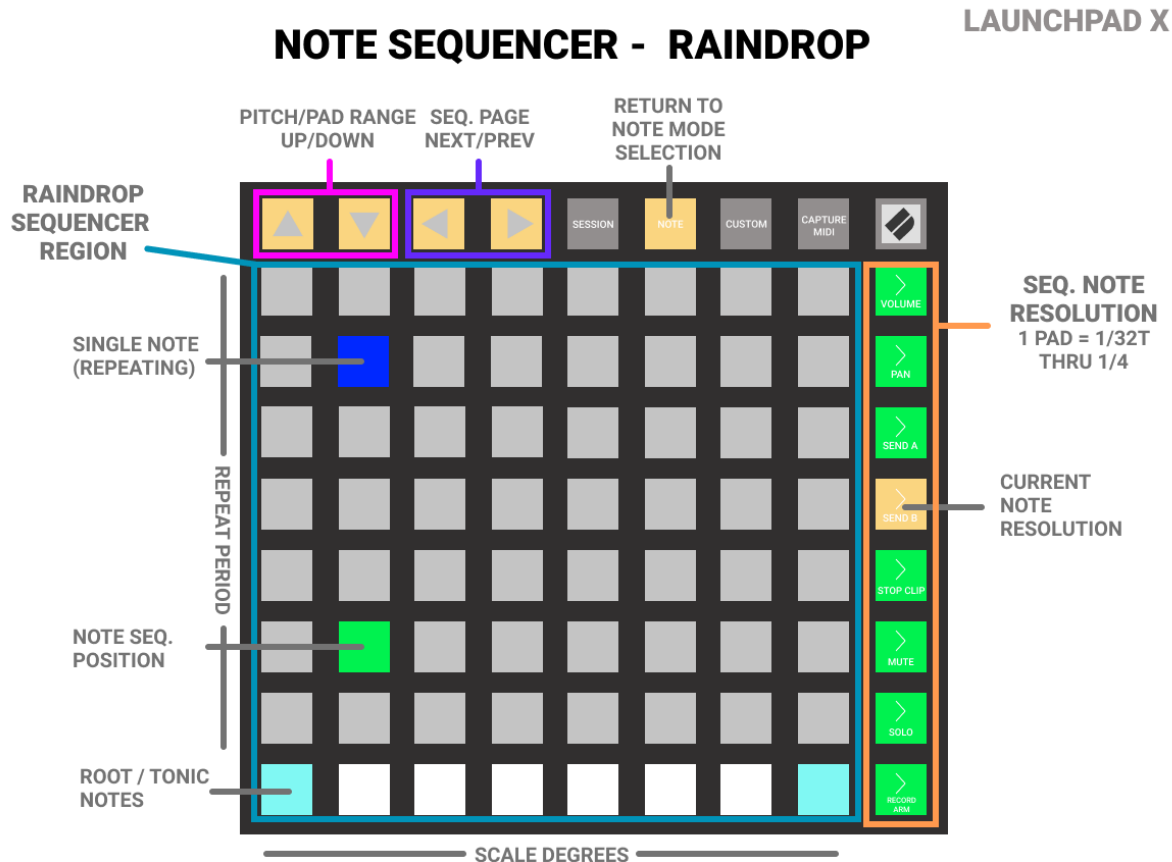 LAUNCHPAD X
NOTE SEQUENCER - RAINDROP
PITCH/PAD RANGE
UP/DOWN
SEQ. PAGE
NEXT/PREV
RETURN TO
NOTE MODE
SELECTION
RAINDROP
SEQUENCER
REGION
SESSION
NOTE
CUSTOM
CAPTURE
MIDI
VOLUME
SEQ. NOTE
RESOLUTION
1 PAD = 1/32T
THRU 1/4
SINGLE NOTE
(REPEATING)
PAN
SEND A
REPEAT PERIOD
SEND B
CURRENT
NOTE
RESOLUTION
STOP CLIP
NOTE SEQ.
POSITION
MUTE
SOLO
ROOT / TONIC
NOTES
RECORD
ARM
SCALE DEGREES